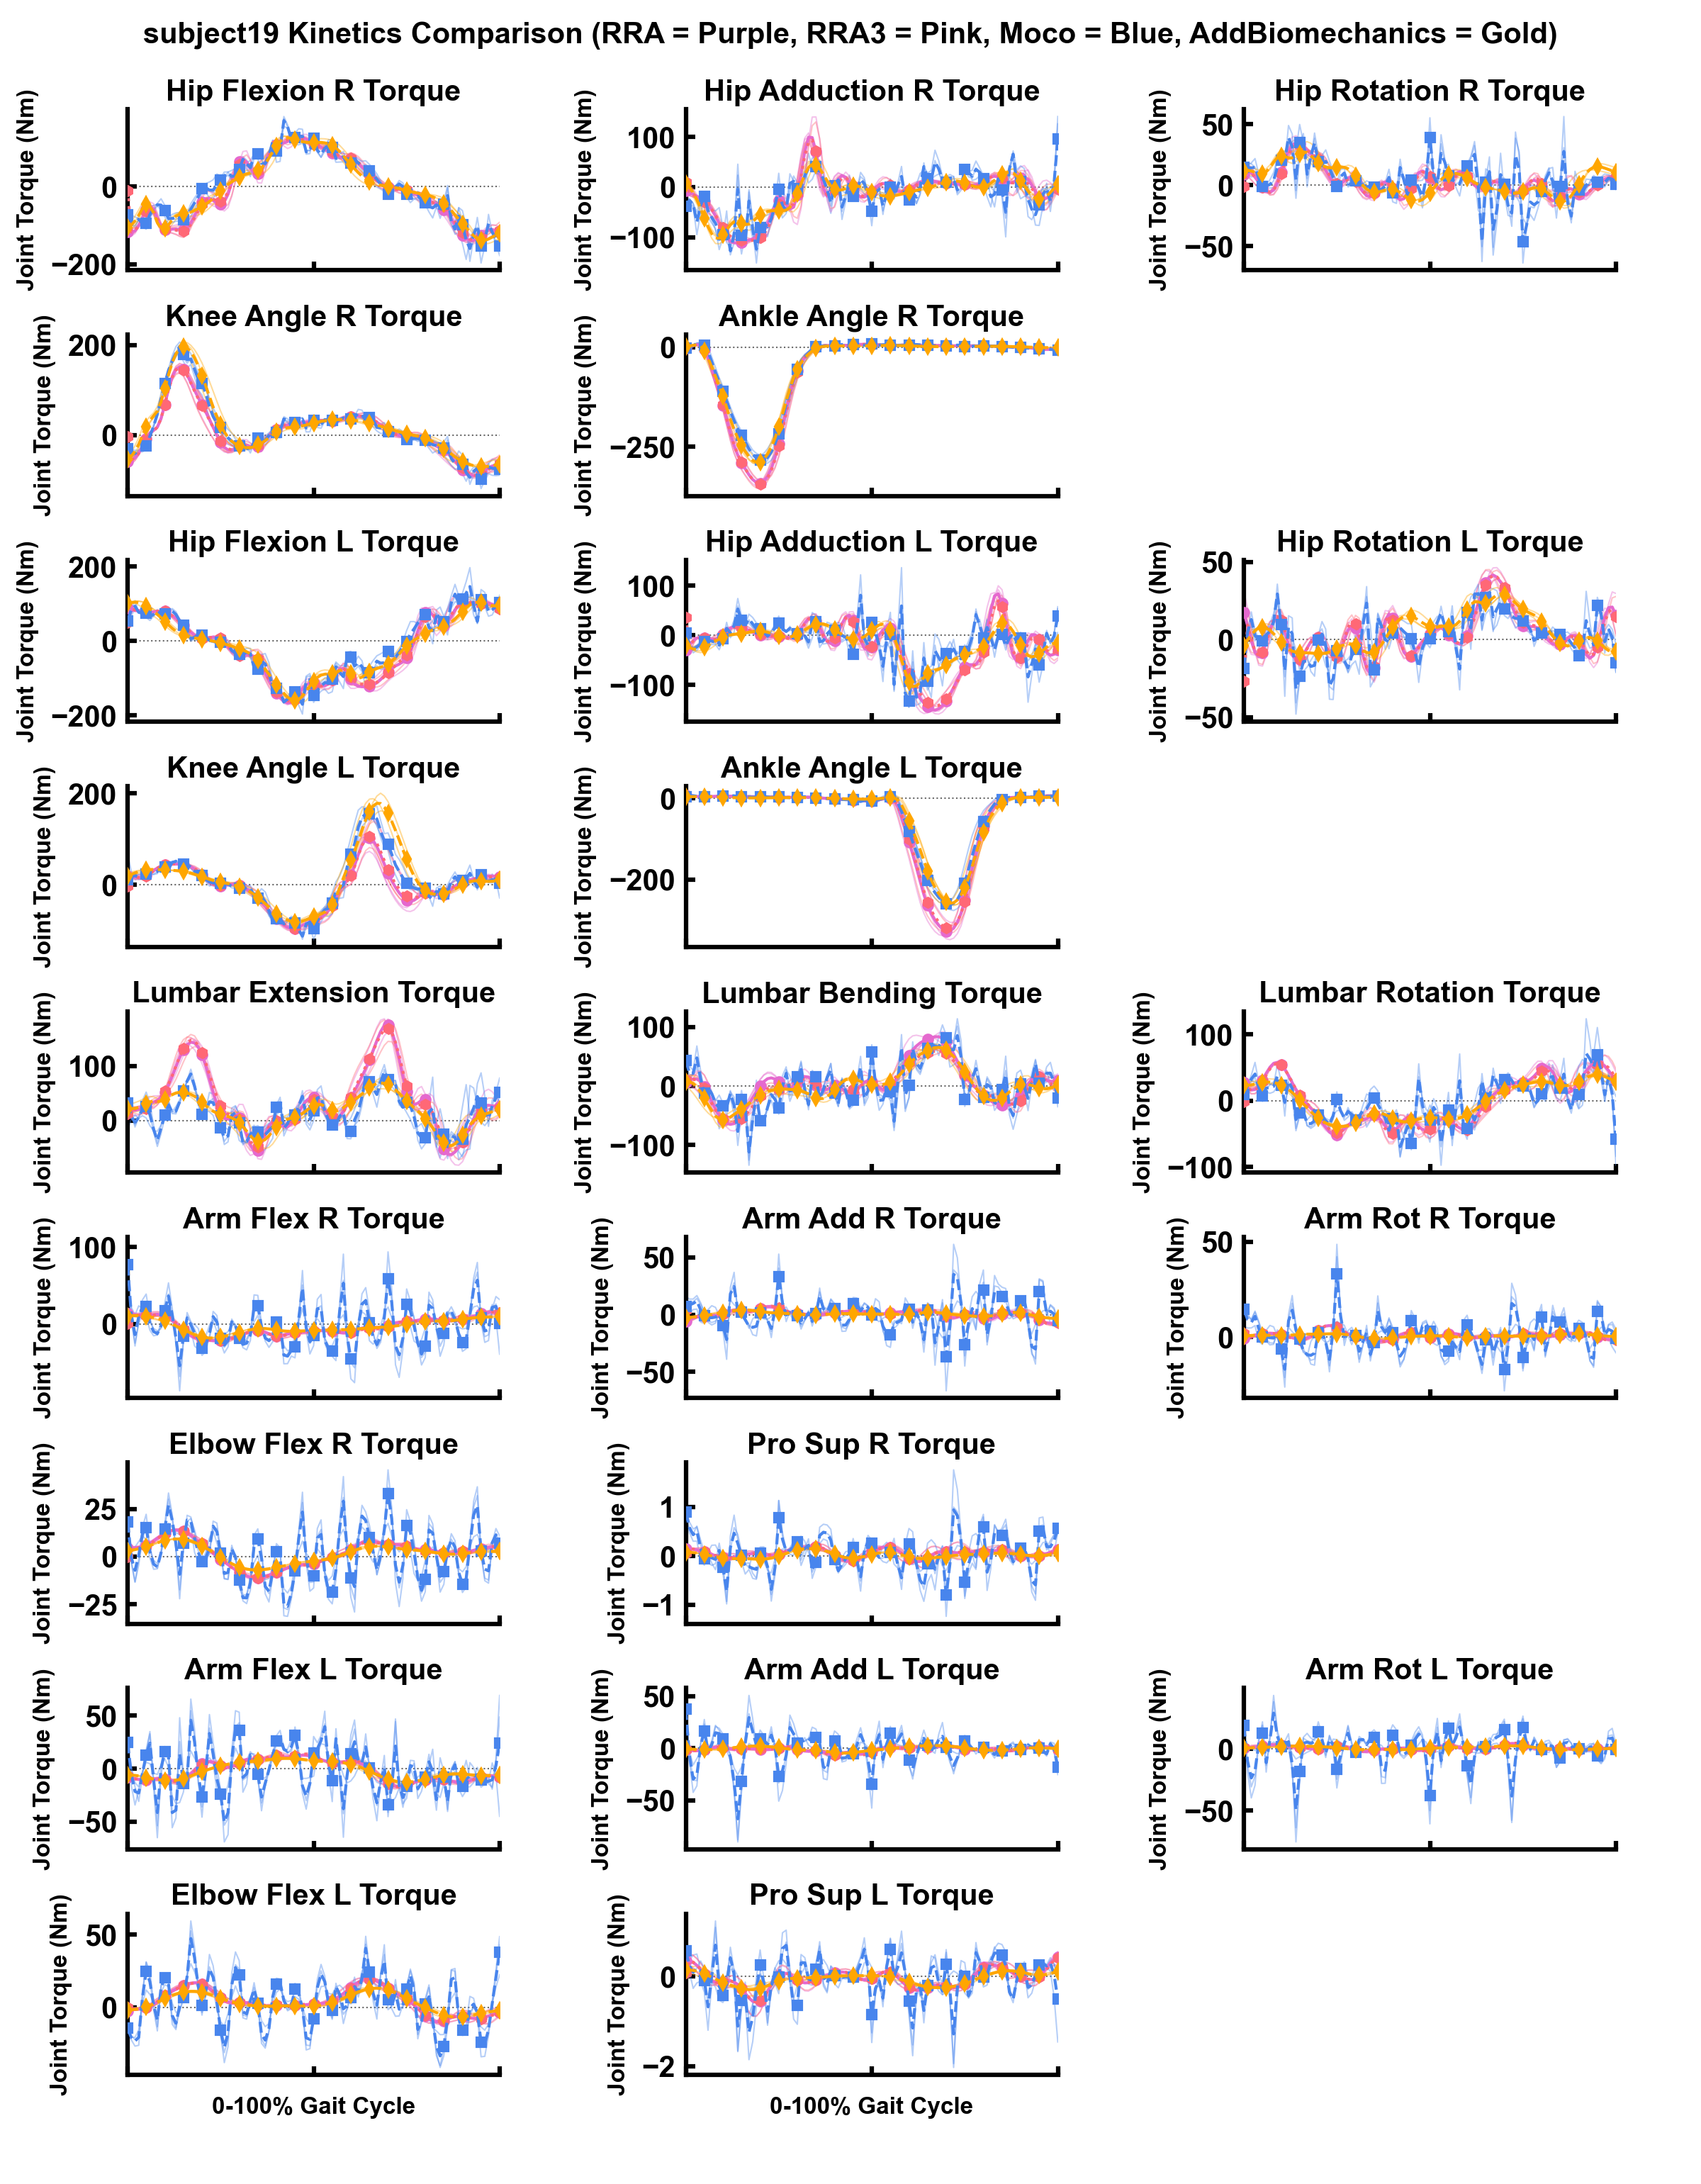 subject19 Kinetics Comparison (RRA = Purple, RRA3 = Pink, Moco = Blue, AddBiomechanics = Gold)
Hip Flexion R Torque
Joint Torque (Nm)
0
−200
Hip Adduction R Torque
Joint Torque (Nm)
100
0
−100
Hip Rotation R Torque
Joint Torque (Nm)
50
0
−50
Knee Angle R Torque
Joint Torque (Nm)
200
0
Ankle Angle R Torque
Joint Torque (Nm)
0
−250
Hip Flexion L Torque
Joint Torque (Nm)
200
0
−200
Hip Adduction L Torque
Joint Torque (Nm)
100
0
−100
Hip Rotation L Torque
Joint Torque (Nm)
50
0
−50
Knee Angle L Torque
Joint Torque (Nm)
200
0
Ankle Angle L Torque
Joint Torque (Nm)
0
−200
Lumbar Extension Torque
Joint Torque (Nm)
100
0
Lumbar Bending Torque
Joint Torque (Nm)
100
0
−100
Lumbar Rotation Torque
Joint Torque (Nm)
100
0
−100
Arm Flex R Torque
Joint Torque (Nm)
100
0
Arm Add R Torque
Joint Torque (Nm)
50
0
−50
Arm Rot R Torque
Joint Torque (Nm)
50
0
Elbow Flex R Torque
Joint Torque (Nm)
25
0
−25
Pro Sup R Torque
Joint Torque (Nm)
1
0
−1
Arm Flex L Torque
Joint Torque (Nm)
50
0
−50
Arm Add L Torque
Joint Torque (Nm)
50
0
−50
Arm Rot L Torque
Joint Torque (Nm)
0
−50
Elbow Flex L Torque
Joint Torque (Nm)
50
0
0-100% Gait Cycle
Pro Sup L Torque
Joint Torque (Nm)
0
−2
0-100% Gait Cycle